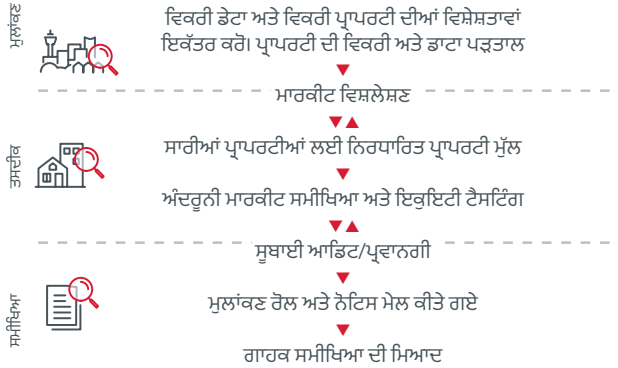 ਮੁਲਾਂਕਣ
ਵਿਕਰੀ ਡੇਟਾ ਅਤੇ ਵਿਕਰੀ ਪ੍ਰਾਪਰਟੀ ਦੀਆਂ ਵਿਸ਼ੇਸ਼ਤਾਵਾਂ
ਇਕੱਤਰ ਕਰੋ। ਪ੍ਰਾਪਰਟੀ ਦੀ ਵਿਕਰੀ ਅਤੇ ਡਾਟਾ ਪੜਤਾਲ
ਮਾਰਕੀਟ ਵਿਸ਼ਲੇਸ਼ਣ
ਤਸਦੀਕ
ਸਾਰੀਆਂ ਪ੍ਰਾਪਰਟੀਆਂ ਲਈ ਨਿਰਧਾਰਿਤ ਪ੍ਰਾਪਰਟੀ ਮੁੱਲ
ਅੰਦਰੂਨੀ ਮਾਰਕੀਟ ਸਮੀਖਿਆ ਅਤੇ ਇਕੁਇਟੀ ਟੈਸਟਿੰਗ
ਸੂਬਾਈ ਆਡਿਟ/ਪ੍ਰਵਾਨਗੀ
ਸਮੀਖਿਆ
ਮੁਲਾਂਕਣ ਰੋਲ ਅਤੇ ਨੋਟਿਸ ਮੇਲ ਕੀਤੇ ਗਏ
ਗਾਹਕ ਸਮੀਖਿਆ ਦੀ ਮਿਆਦ